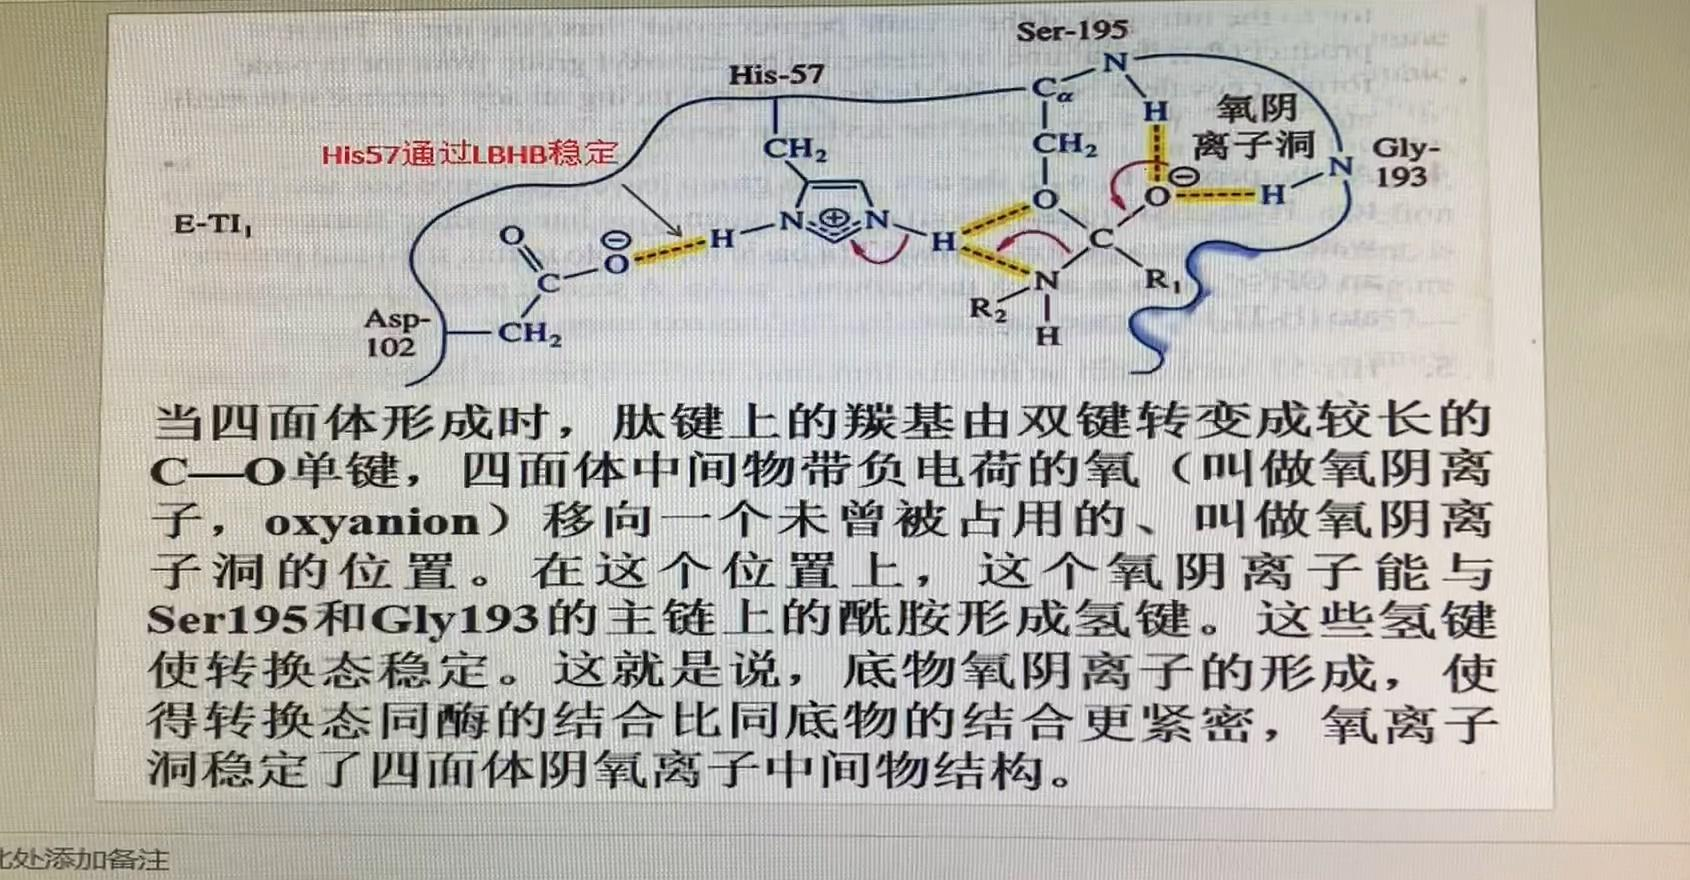 Ser-195
His-57
N
Cα
H
氧阴
离子洞
His57通过LBHB稳定
CH₂
CH₂
Gly-
193
N
H
O
⊖
O
E-TI₁
O
⊖
O
H
N
⊕
N
H
C
C
N
R₁
R₂
H
Asp-
102
CH₂
当四面体形成时，肽键上的羰基由双键转变成较长的
C—O单键，四面体中间物带负电荷的氧（叫做氧阴离
子，oxyanion）移向一个未曾被占用的、叫做氧阴离
子洞的位置。在这个位置上，这个氧阴离子能与
Ser195和Gly193的主链上的酰胺形成氢键。这些氢键
使转换态稳定。这就是说，底物氧阴离子的形成，使
得转换态同酶的结合比同底物的结合更紧密，氧离子
洞稳定了四面体阴氧离子中间物结构。
处添加备注